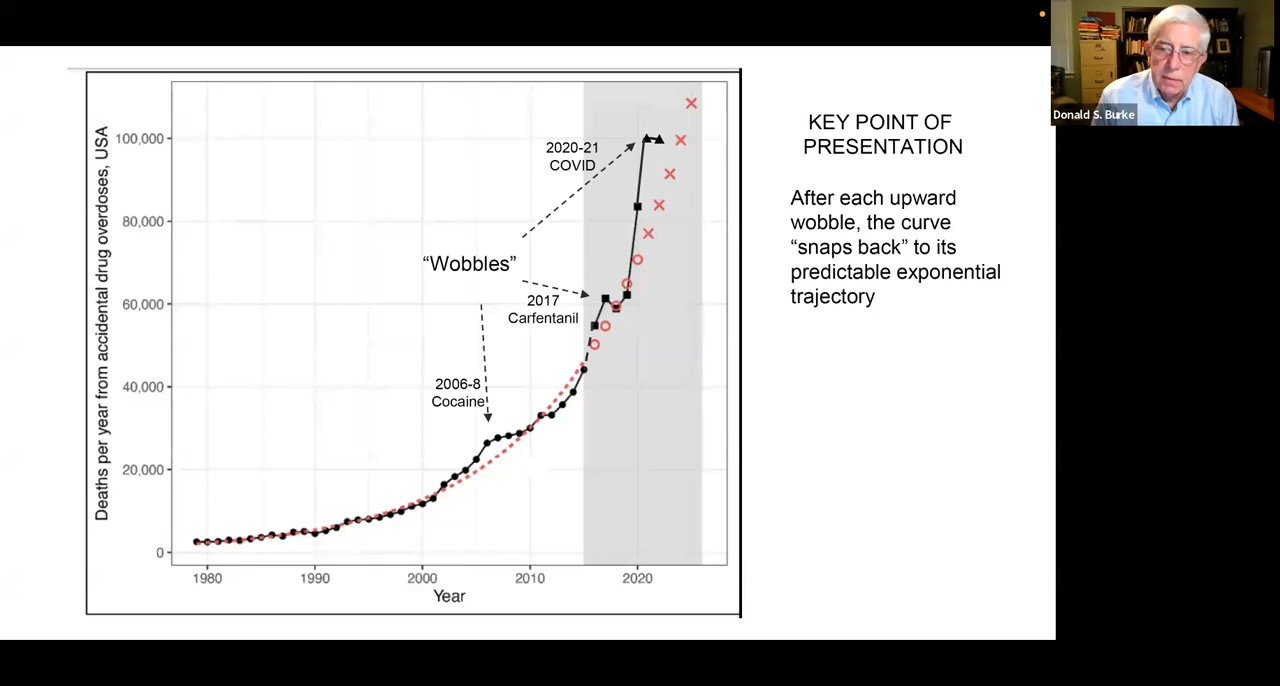 Donald S. Burke
KEY POINT OF
PRESENTATION
After each upward
wobble, the curve
“snaps back” to its
predictable exponential
trajectory
Deaths per year from accidental drug overdoses, USA
100,000
80,000
60,000
40,000
20,000
0
2020-21
COVID
“Wobbles”
2017
Carfentanil
2006-8
Cocaine
1980
1990
2000
2010
2020
Year